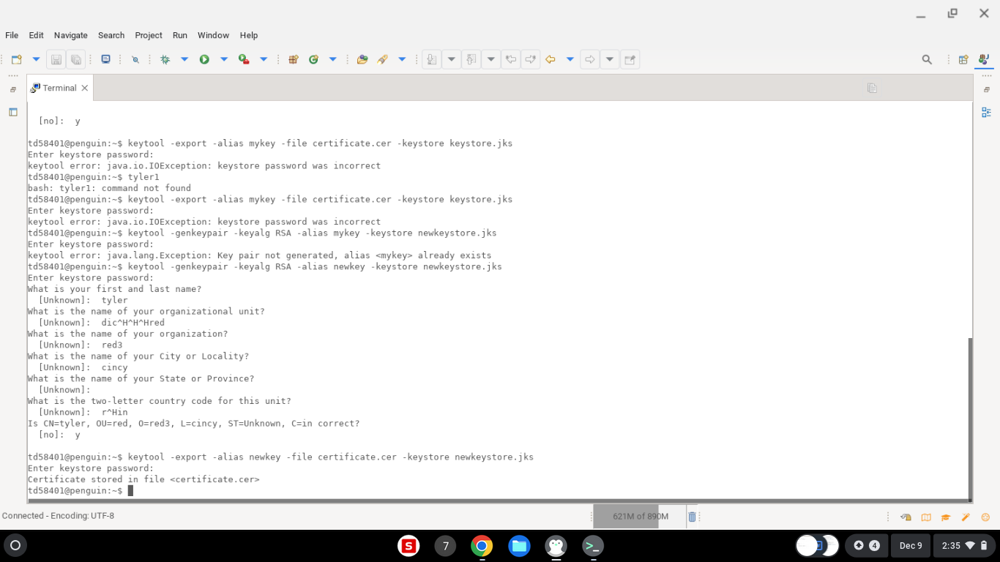 File Edit Navigate Search Project Run Window Help
Terminal
[no]: y
td58401@penguin:~$ keytool -export -alias mykey -file certificate.cer -keystore keystore.jks
Enter keystore password:
keytool error: java.io.IOException: keystore password was incorrect
td58401@penguin:~$ tyler1
bash: tyler1: command not found
td58401@penguin:~$ keytool -export -alias mykey -file certificate.cer -keystore keystore.jks
Enter keystore password:
keytool error: java.io.IOException: keystore password was incorrect
td58401@penguin:~$ keytool -genkeypair -keyalg RSA -alias mykey -keystore newkeystore.jks
Enter keystore password:
keytool error: java.lang.Exception: Key pair not generated, alias <mykey> already exists
td58401@penguin:~$ keytool -genkeypair -keyalg RSA -alias newkey -keystore newkeystore.jks
Enter keystore password:
What is your first and last name?
[Unknown]: tyler
What is the name of your organizational unit?
[Unknown]: dic^H^H^Hred
What is the name of your organization?
[Unknown]: red3
What is the name of your City or Locality?
[Unknown]: cincy
What is the name of your State or Province?
[Unknown]:
What is the two-letter country code for this unit?
[Unknown]: r^Hin
Is CN=tyler, OU=red, O=red3, L=cincy, ST=Unknown, C=in correct?
[no]: y
td58401@penguin:~$ keytool -export -alias newkey -file certificate.cer -keystore newkeystore.jks
Enter keystore password:
Certificate stored in file <certificate.cer>
td58401@penguin:~$
Connected - Encoding: UTF-8 621M of 890M
S 7 >_ 4 Dec 9 2:35